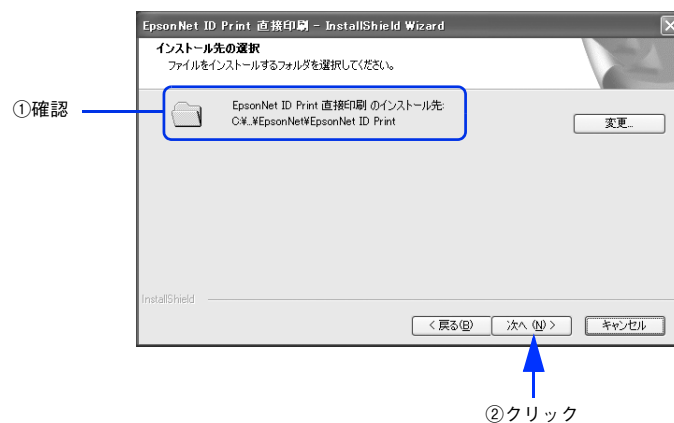 EpsonNet ID Print 直接印刷 - InstallShield Wizard
インストール先の選択
ファイルをインストールするフォルダを選択してください。
①確認
EpsonNet ID Print 直接印刷 のインストール先:
C:¥...¥EpsonNet¥EpsonNet ID Print
変更...
InstallShield
< 戻る(B)
次へ (N) >
キャンセル
②クリック